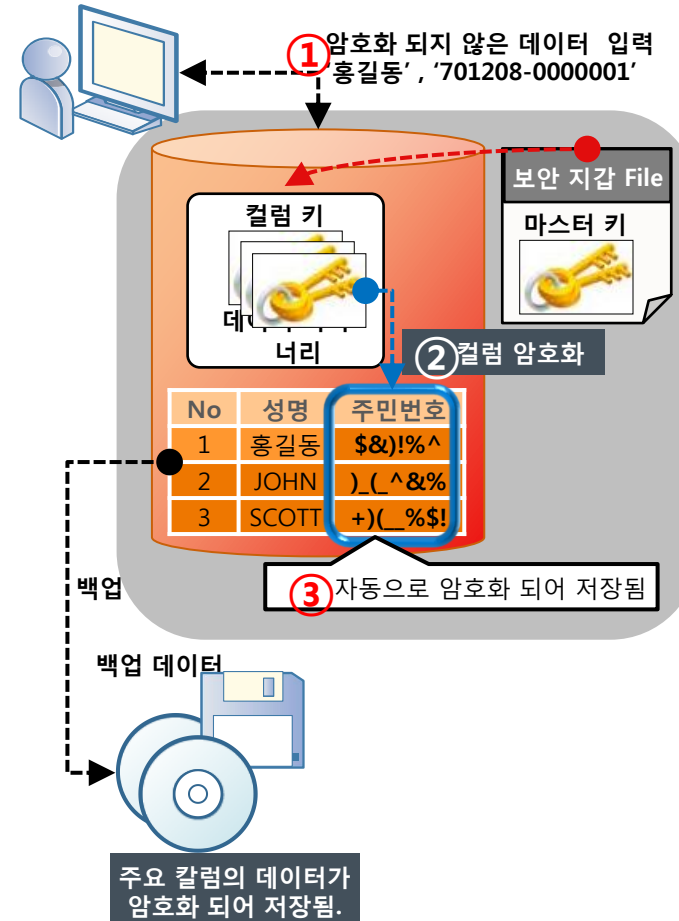 ① 암호화 되지 않은 데이터 입력
'홍길동' , '701208-0000001'
보안 지갑 File
마스터 키
컬럼 키
너리
② 컬럼 암호화
No 성명 주민번호
1 홍길동 $&)!%^
2 JOHN )_(_^&%
3 SCOTT +)(__%$!
③ 자동으로 암호화 되어 저장됨
백업
백업 데이터
주요 칼럼의 데이터가
암호화 되어 저장됨.